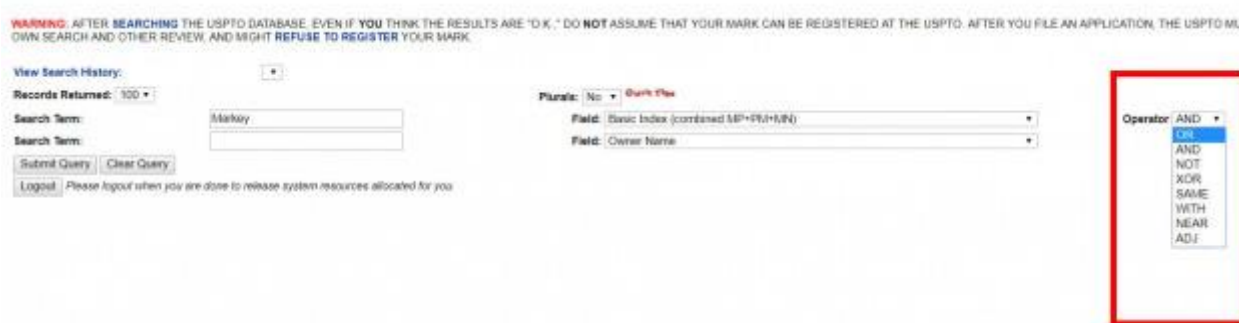 WARNING: AFTER SEARCHING THE USPTO DATABASE, EVEN IF YOU THINK THE RESULTS ARE "O.K.," DO NOT ASSUME THAT YOUR MARK CAN BE REGISTERED AT THE USPTO. AFTER YOU FILE AN APPLICATION, THE USPTO MU
OWN SEARCH AND OTHER REVIEW, AND MIGHT REFUSE TO REGISTER YOUR MARK.
View Search History:
Records Returned: 100 Plurals: No
Search Term: Markey Field: Basic Index (combined MP+PM+MN) Operator AND
Search Term: Field: Owner Name OR
AND
Submit Query Clear Query NOT
XOR
Logout Please logout when you are done to release system resources allocated for you. SAME
WITH
NEAR
ADJ